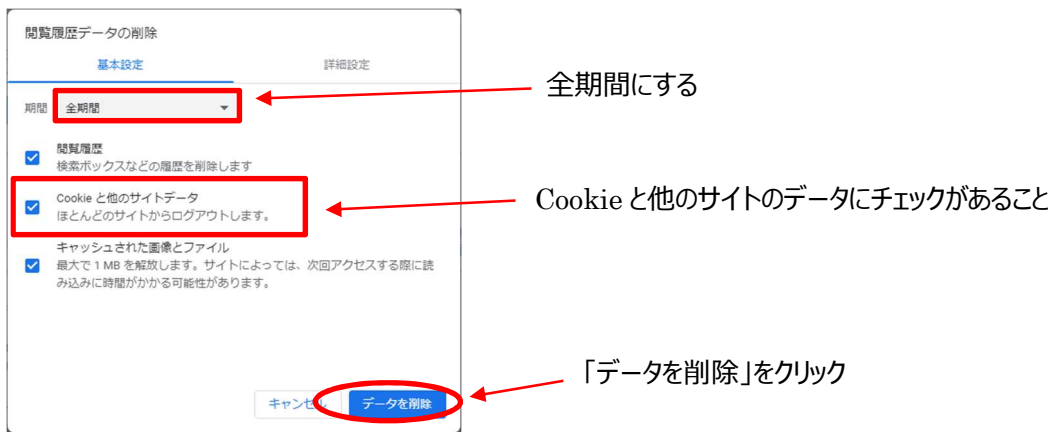 閲覧履歴データの削除
基本設定
詳細設定
期間
全期間
全期間にする
閲覧履歴
検索ボックスなどの履歴を削除します
Cookie と他のサイトデータ
ほとんどのサイトからログアウトします。
Cookie と他のサイトのデータにチェックがあること
キャッシュされた画像とファイル
最大で 1 MB を解放します。サイトによっては、次回アクセスする際に読
み込みに時間がかかる可能性があります。
「データを削除」をクリック
キャンセル
データを削除